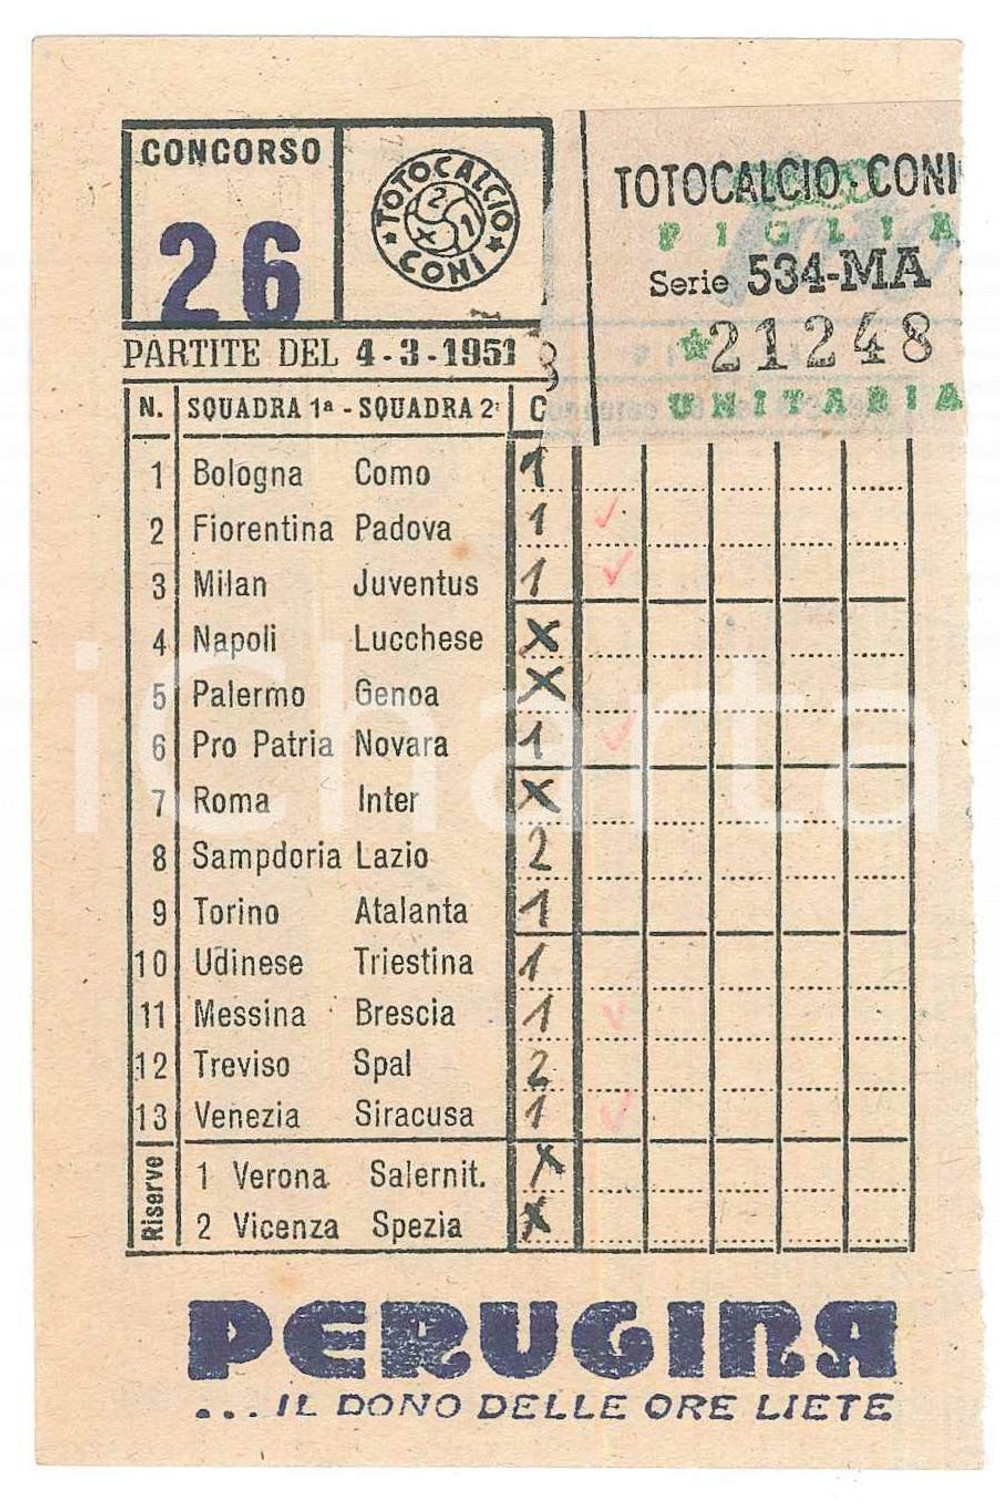 CONCORSO
26
TOTOCALCIO
2 X 1
CONI
TOTOCALCIO - CONI
FIGLIA
Serie 534-MA
21248
UNITARIA
PARTITE DEL 4-3-1951
N. SQUADRA 1ª - SQUADRA 2ª C
1 Bologna Como 1
2 Fiorentina Padova 1 ✓
3 Milan Juventus 1 ✓
4 Napoli Lucchese X
5 Palermo Genoa X
6 Pro Patria Novara 1 ✓
7 Roma Inter X
8 Sampdoria Lazio 2
9 Torino Atalanta 1
10 Udinese Triestina 1
11 Messina Brescia 1 ✓
12 Treviso Spal 2
13 Venezia Siracusa 1 ✓
Riserve
1 Verona Salernit. X
2 Vicenza Spezia X
PERUGINA
...IL DONO DELLE ORE LIETE
icharta